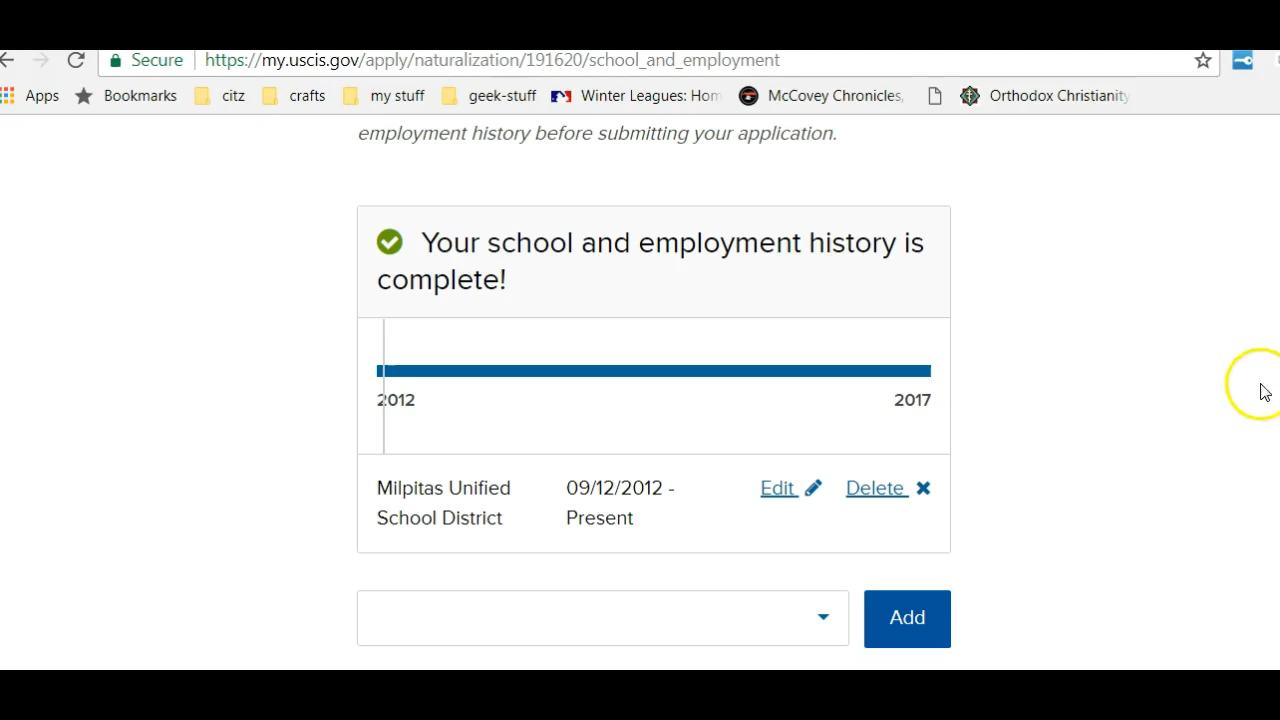 Secure https://my.uscis.gov/apply/naturalization/191620/school_and_employment
Apps Bookmarks citz crafts my stuff geek-stuff Winter Leagues: Hom McCovey Chronicles, Orthodox Christianity
employment history before submitting your application.
Your school and employment history is
complete!
2012 2017
Milpitas Unified 09/12/2012 - Edit Delete
School District Present
Add